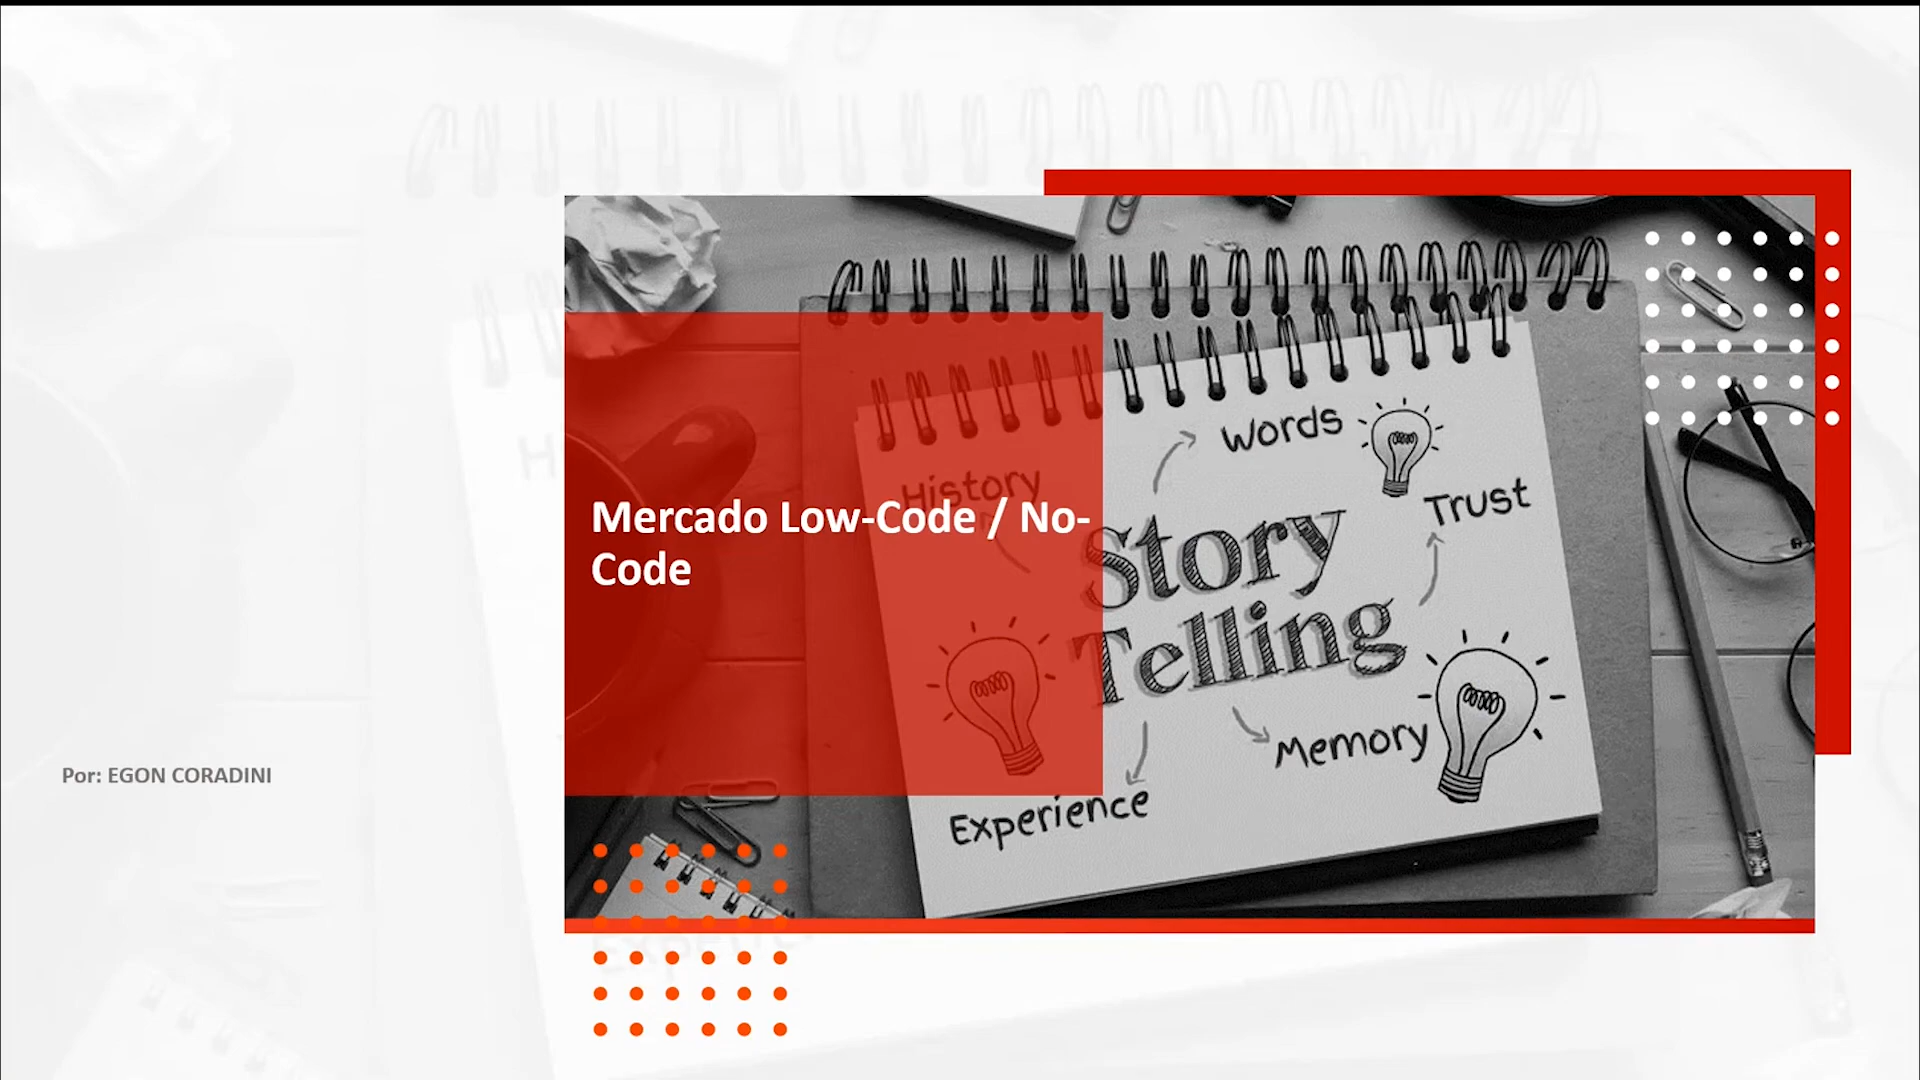 Mercado Low-Code / No-
Code
Por: EGON CORADINI
History
Words
Trust
Story
Telling
Memory
Experience